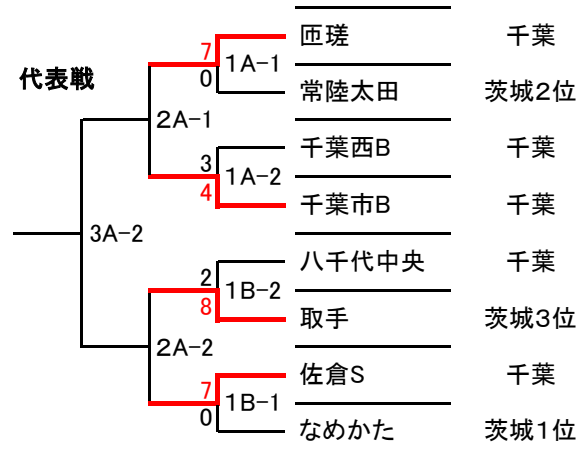 代表戦
匝瑳 千葉
7
1A-1
0
常陸太田 茨城2位
2A-1
千葉西B 千葉
3
1A-2
4
千葉市B 千葉
3A-2
八千代中央 千葉
2
1B-2
8
取手 茨城3位
2A-2
佐倉S 千葉
7
1B-1
0
なめかた 茨城1位